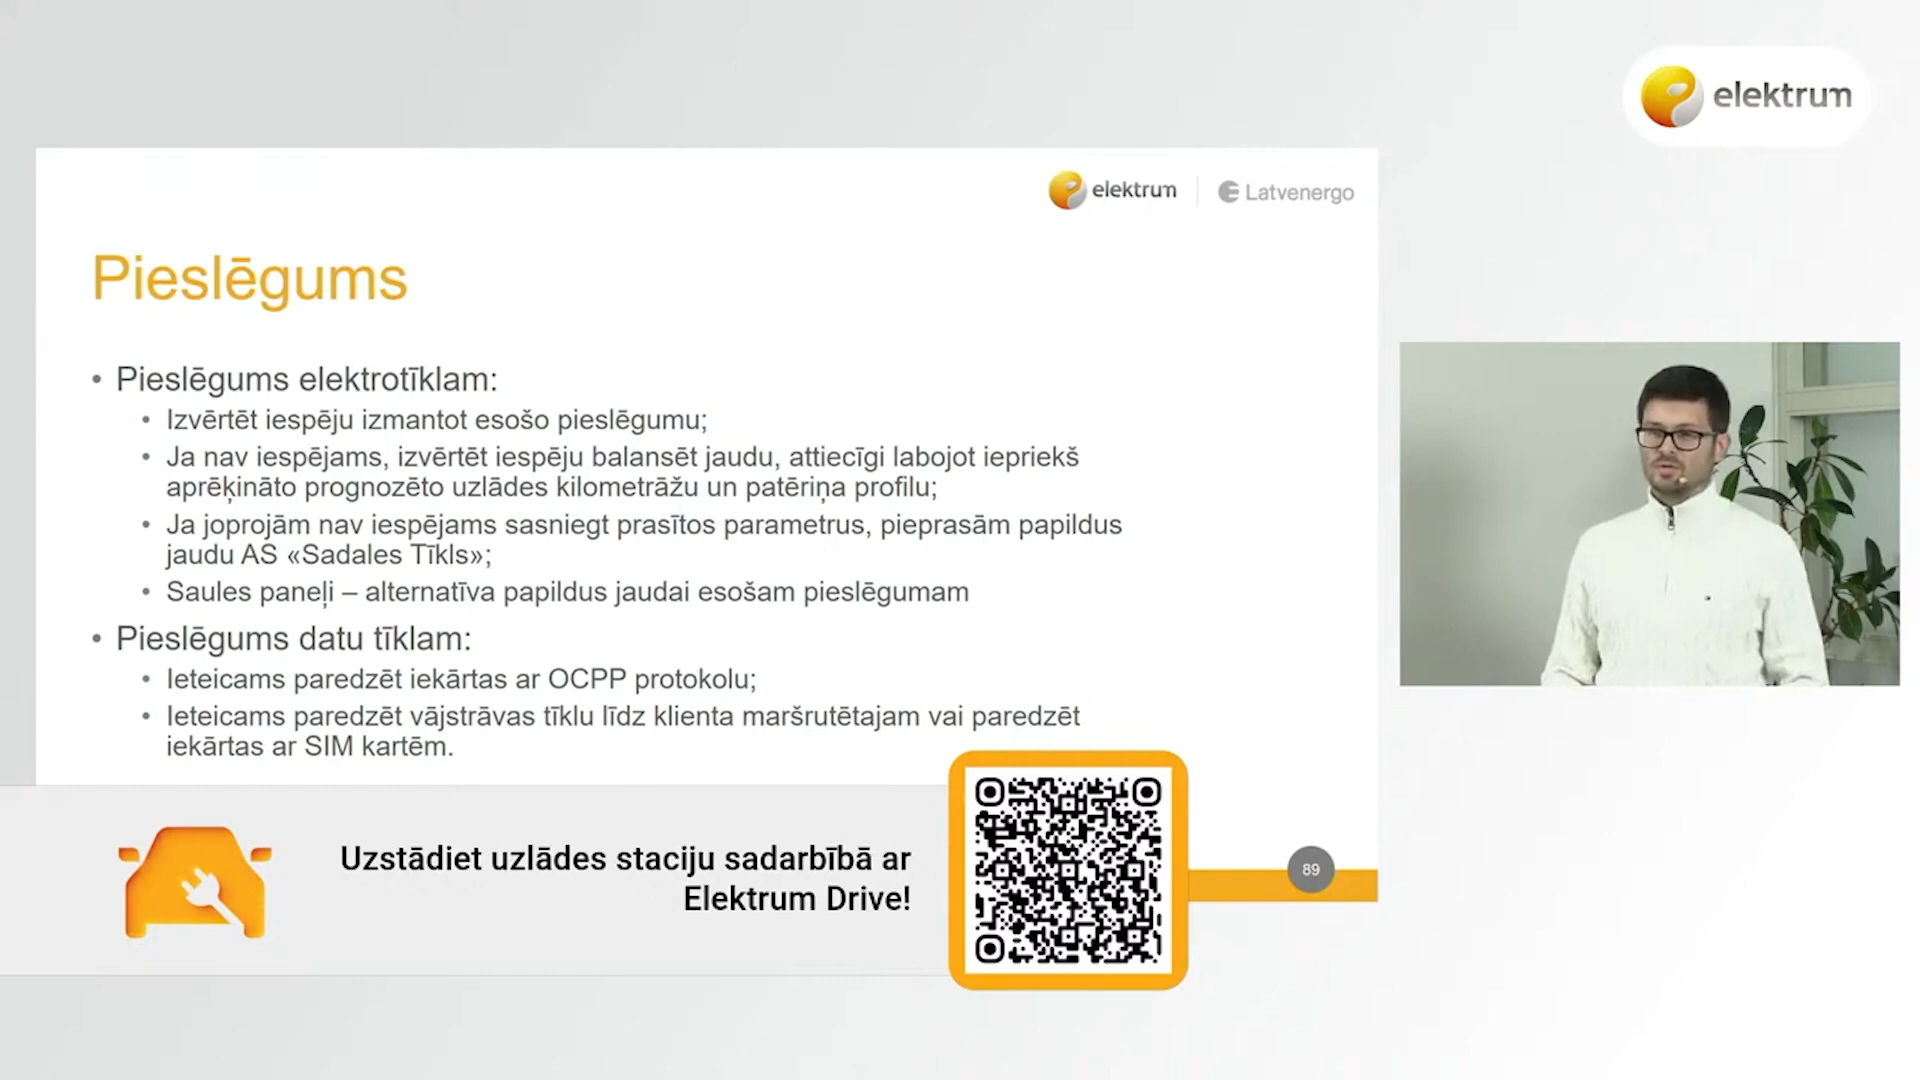 elektrum
elektrum
Latvenergo
Pieslēgums
• Pieslēgums elektrotīklam:
• Izvērtēt iespēju izmantot esošo pieslēgumu;
• Ja nav iespējams, izvērtēt iespēju balansēt jaudu, attiecīgi labojot iepriekš
aprēķināto prognozēto uzlādes kilometrāžu un patēriņa profilu;
• Ja joprojām nav iespējams sasniegt prasītos parametrus, pieprasām papildus
jaudu AS «Sadales Tīkls»;
• Saules paneļi – alternatīva papildus jaudai esošam pieslēgumam
• Pieslēgums datu tīklam:
• Ieteicams paredzēt iekārtas ar OCPP protokolu;
• Ieteicams paredzēt vājstrāvas tīklu līdz klienta maršrutētajam vai paredzēt
iekārtas ar SIM kartēm.
Uzstādiet uzlādes staciju sadarbībā ar
Elektrum Drive!
89